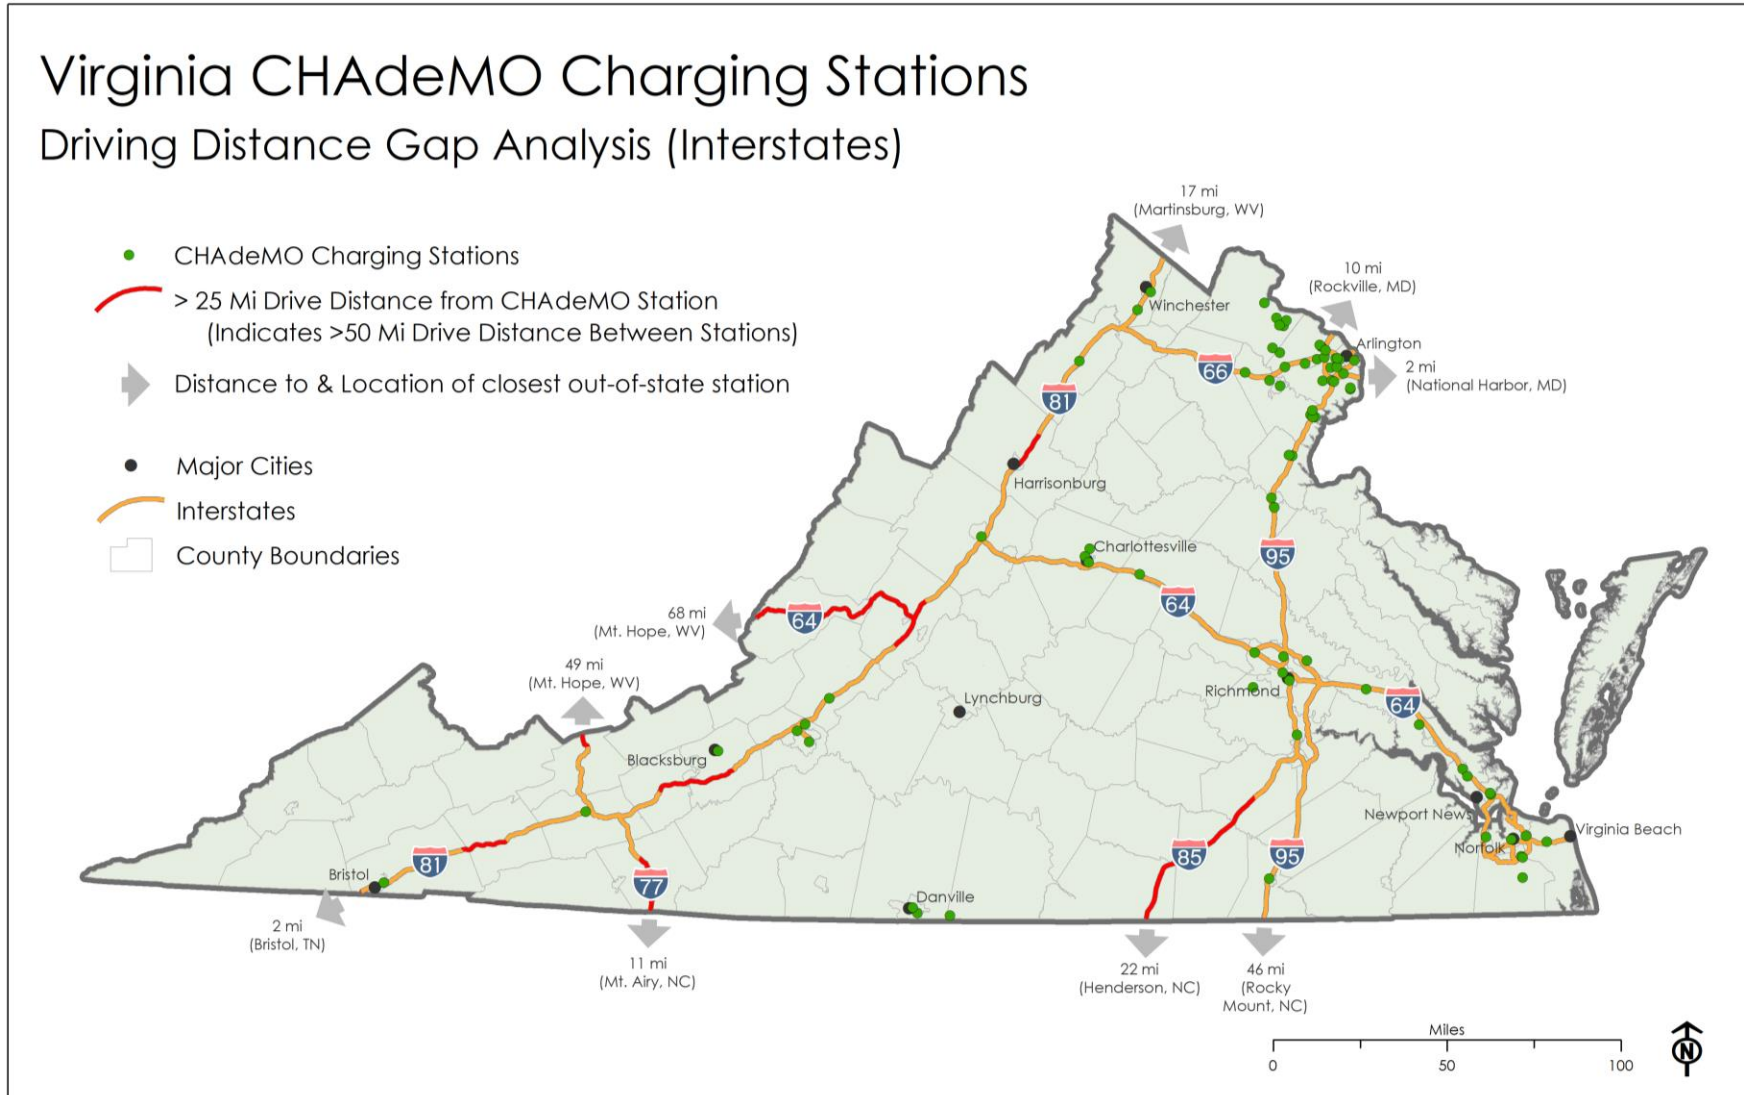 Virginia CHAdeMO Charging Stations
Driving Distance Gap Analysis (Interstates)
CHAdeMO Charging Stations
> 25 Mi Drive Distance from CHAdeMO Station
(Indicates >50 Mi Drive Distance Between Stations)
Distance to & Location of closest out-of-state station
Major Cities
Interstates
County Boundaries
17 mi
(Martinsburg, WV)
10 mi
(Rockville, MD)
Winchester
Arlington
2 mi
(National Harbor, MD)
66
81
Harrisonburg
Charlottesville
95
64
68 mi
(Mt. Hope, WV)
64
49 mi
(Mt. Hope, WV)
Lynchburg
Richmond
64
Blacksburg
Newport News
Virginia Beach
Norfolk
Bristol
81
77
85
95
Danville
2 mi
(Bristol, TN)
11 mi
(Mt. Airy, NC)
22 mi
(Henderson, NC)
46 mi
(Rocky
Mount, NC)
Miles
0 50 100
N